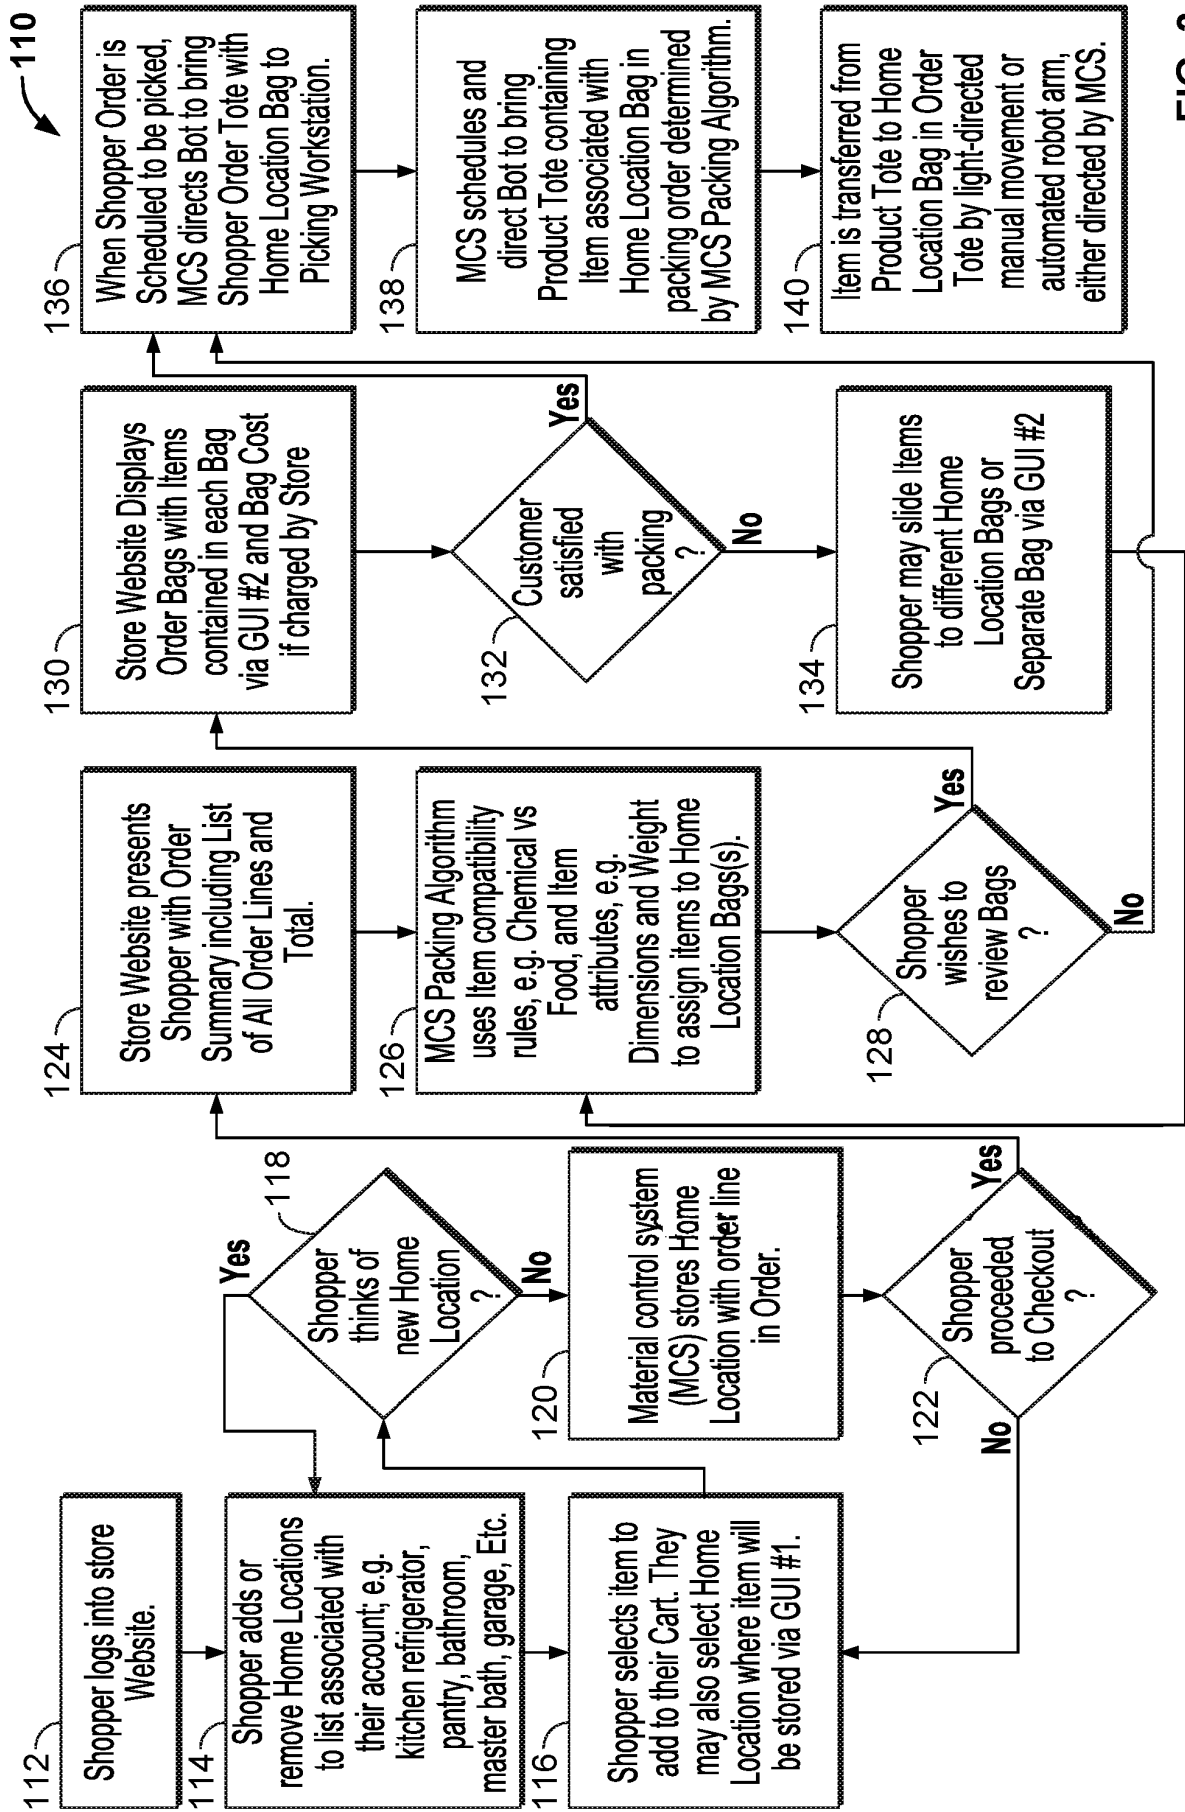 110
112
Shopper logs into store
Website.
114
Shopper adds or
remove Home Locations
to list associated with
their account; e.g.
kitchen refrigerator,
pantry, bathroom,
master bath, garage, Etc.
116
Shopper selects item to
add to their Cart. They
may also select Home
Location where item will
be stored via GUI #1.
118
Shopper
thinks of
new Home
Location
?
Yes
No
120
Material control system
(MCS) stores Home
Location with order line
in Order.
122
Shopper
proceeded
to Checkout
?
No
Yes
124
Store Website presents
Shopper with Order
Summary including List
of All Order Lines and
Total.
126
MCS Packing Algorithm
uses Item compatibility
rules, e.g. Chemical vs
Food, and Item
attributes, e.g.
Dimensions and Weight
to assign items to Home
Location Bags(s).
128
Shopper
wishes to
review Bags
?
Yes
No
130
Store Website Displays
Order Bags with Items
contained in each Bag
via GUI #2 and Bag Cost
if charged by Store
132
Customer
satisfied
with
packing
?
Yes
No
134
Shopper may slide Items
to different Home
Location Bags or
Separate Bag via GUI #2
136
When Shopper Order is
Scheduled to be picked,
MCS directs Bot to bring
Shopper Order Tote with
Home Location Bag to
Picking Workstation.
138
MCS schedules and
direct Bot to bring
Product Tote containing
Item associated with
Home Location Bag in
packing order determined
by MCS Packing Algorithm.
140
Item is transferred from
Product Tote to Home
Location Bag in Order
Tote by light-directed
manual movement or
automated robot arm,
either directed by MCS.
FIG.